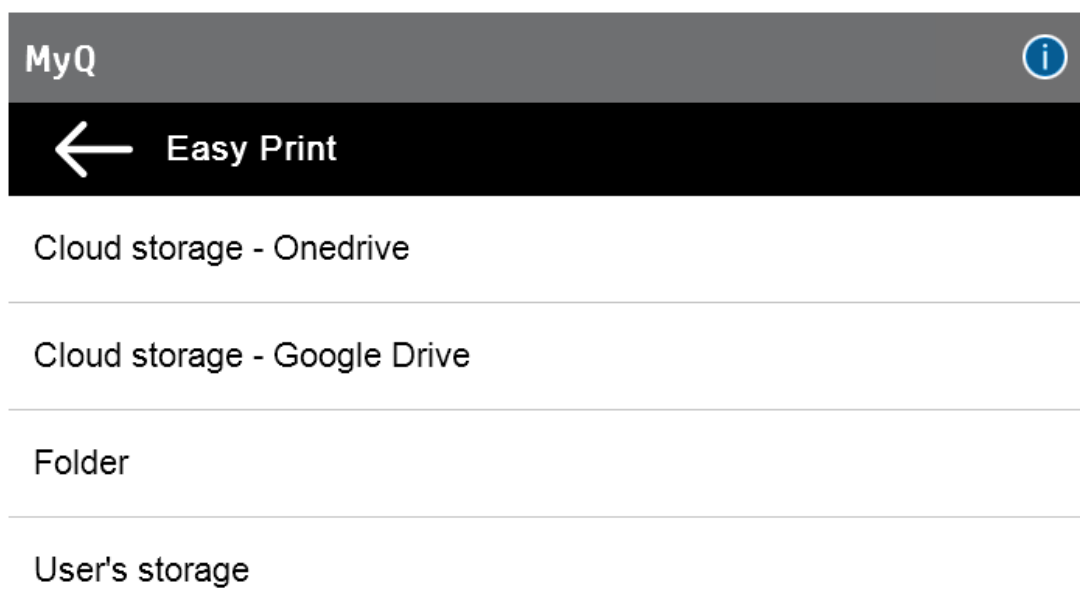 MyQ
i
Easy Print
Cloud storage - Onedrive
Cloud storage - Google Drive
Folder
User's storage